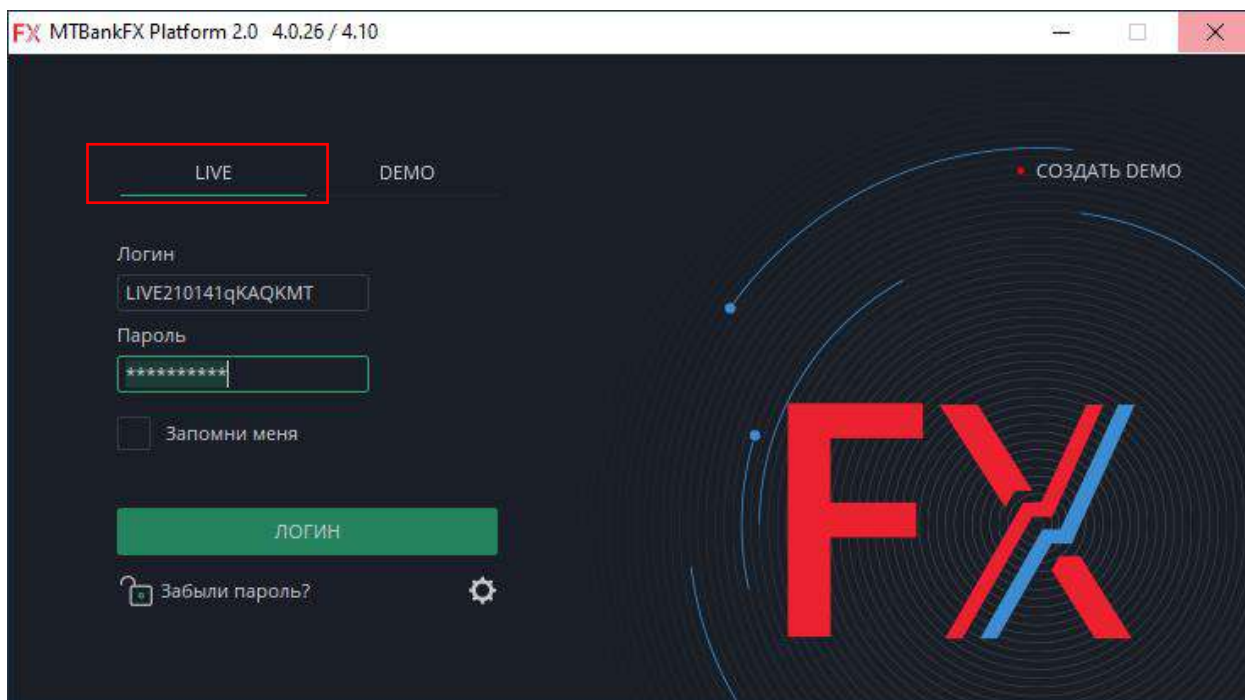 FX MTBankFX Platform 2.0 4.0.26 / 4.10
LIVE DEMO
СОЗДАТЬ DEMO
Логин
LIVE210141qKAQKMT
Пароль
**********
Запомни меня
ЛОГИН
Забыли пароль?
FX